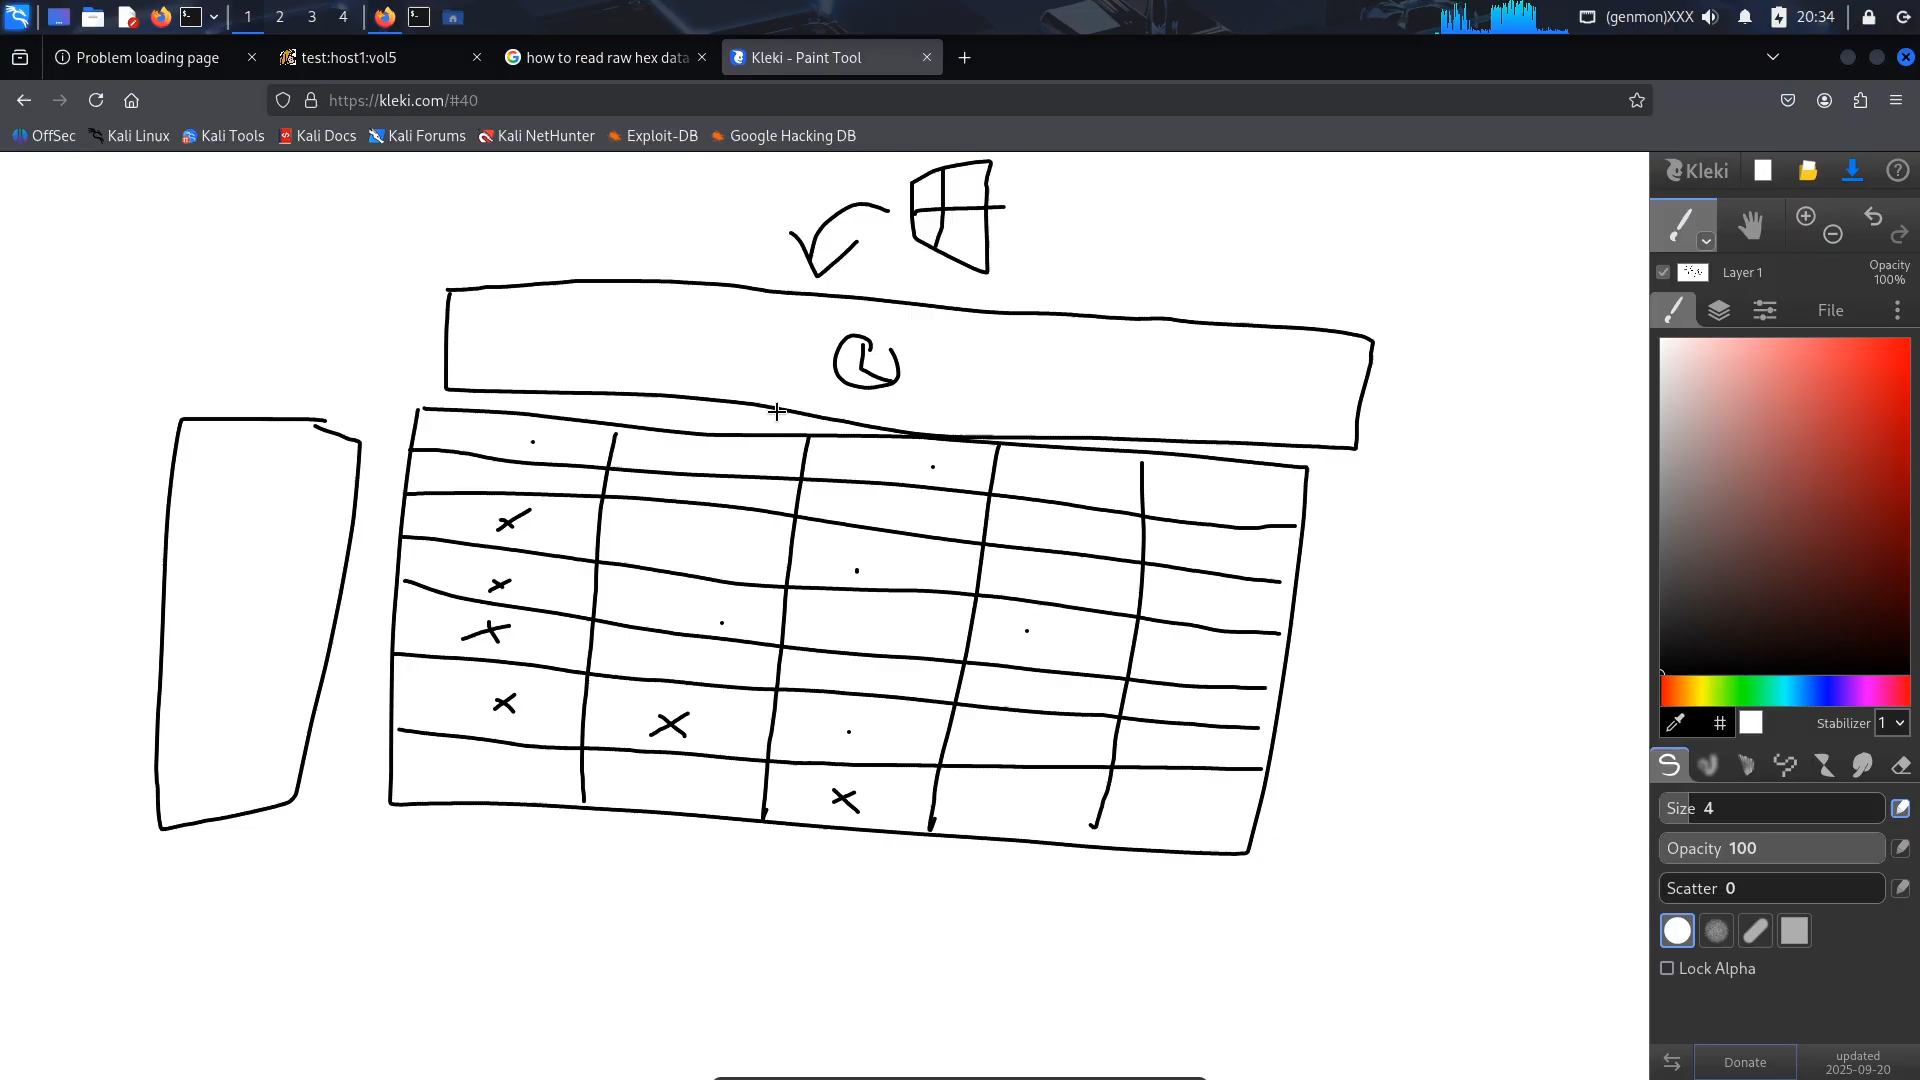 1 2 3 4 (genmon)XXX 20:34
Problem loading page test:host1:vol5 how to read raw hex data Kleki - Paint Tool
https://kleki.com/#40
OffSec Kali Linux Kali Tools Kali Docs Kali Forums Kali NetHunter Exploit-DB Google Hacking DB
Kleki
Layer 1 Opacity
100%
File
# Stabilizer 1
Size 4
Opacity 100
Scatter 0
Lock Alpha
Donate updated
2025-09-20